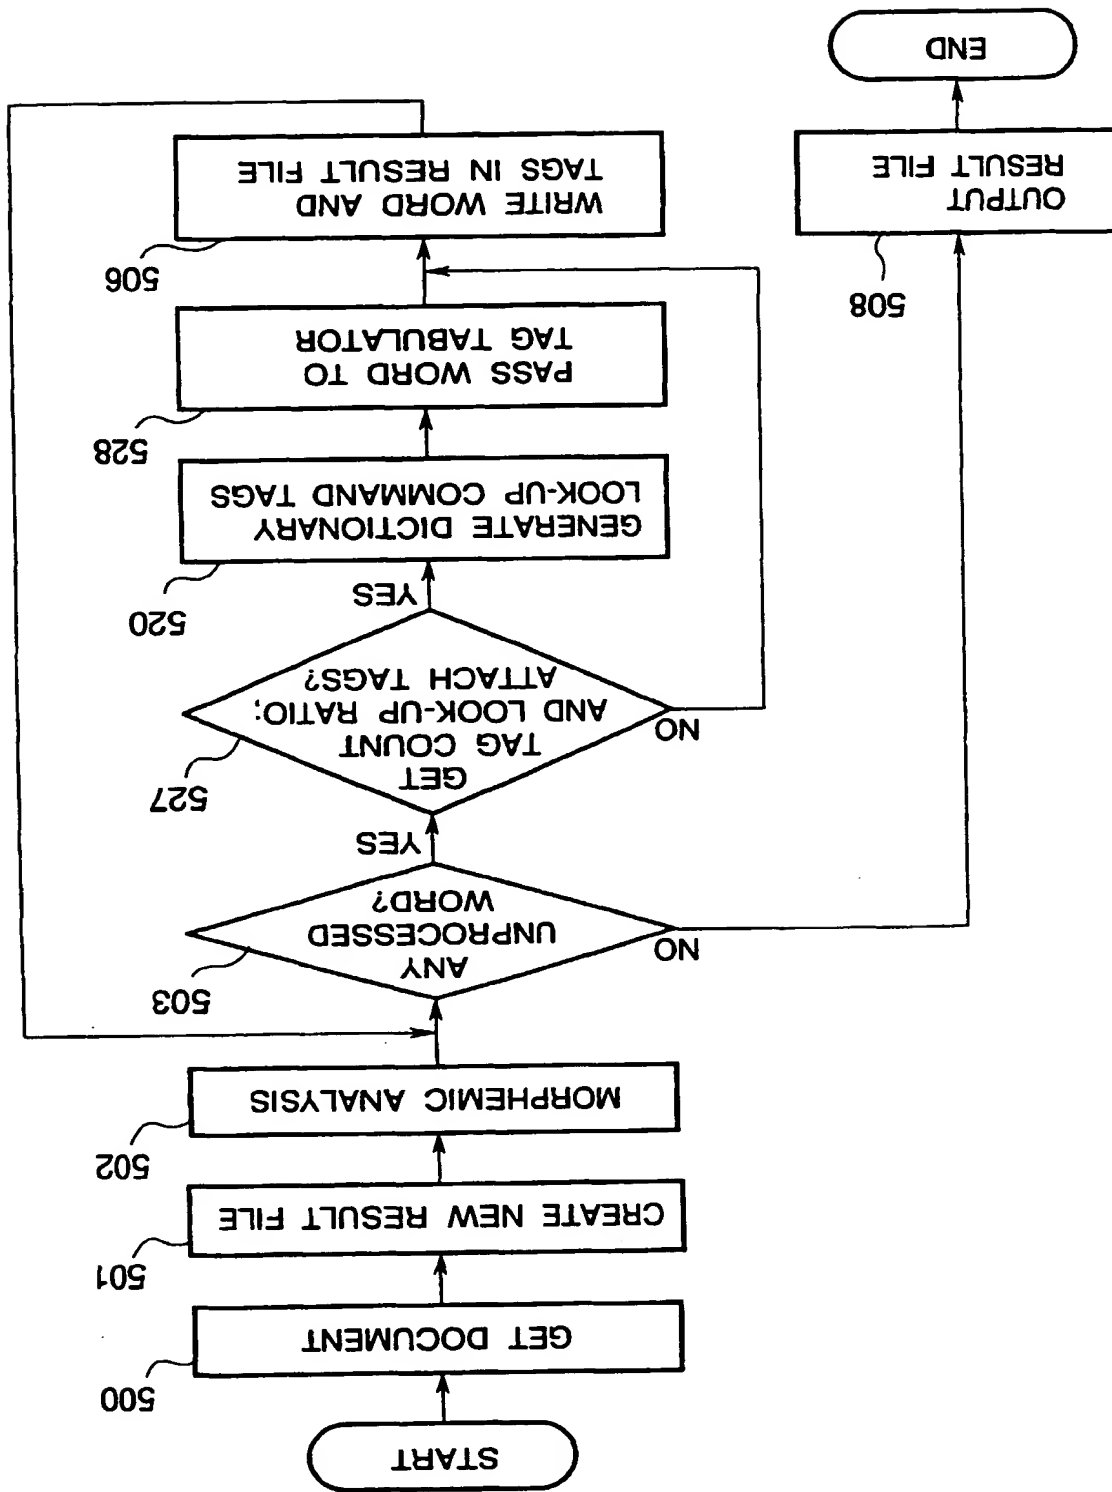 START
GET DOCUMENT
500
CREATE NEW RESULT FILE
501
MORPHEMIC ANALYSIS
502
ANY
UNPROCESSED
WORD?
503
NO
YES
GET
TAG COUNT
AND LOOK-UP RATIO;
ATTACH TAGS?
527
NO
YES
GENERATE DICTIONARY
LOOK-UP COMMAND TAGS
520
PASS WORD TO
TAG TABULATOR
528
WRITE WORD AND
TAGS IN RESULT FILE
506
OUTPUT
RESULT FILE
508
END